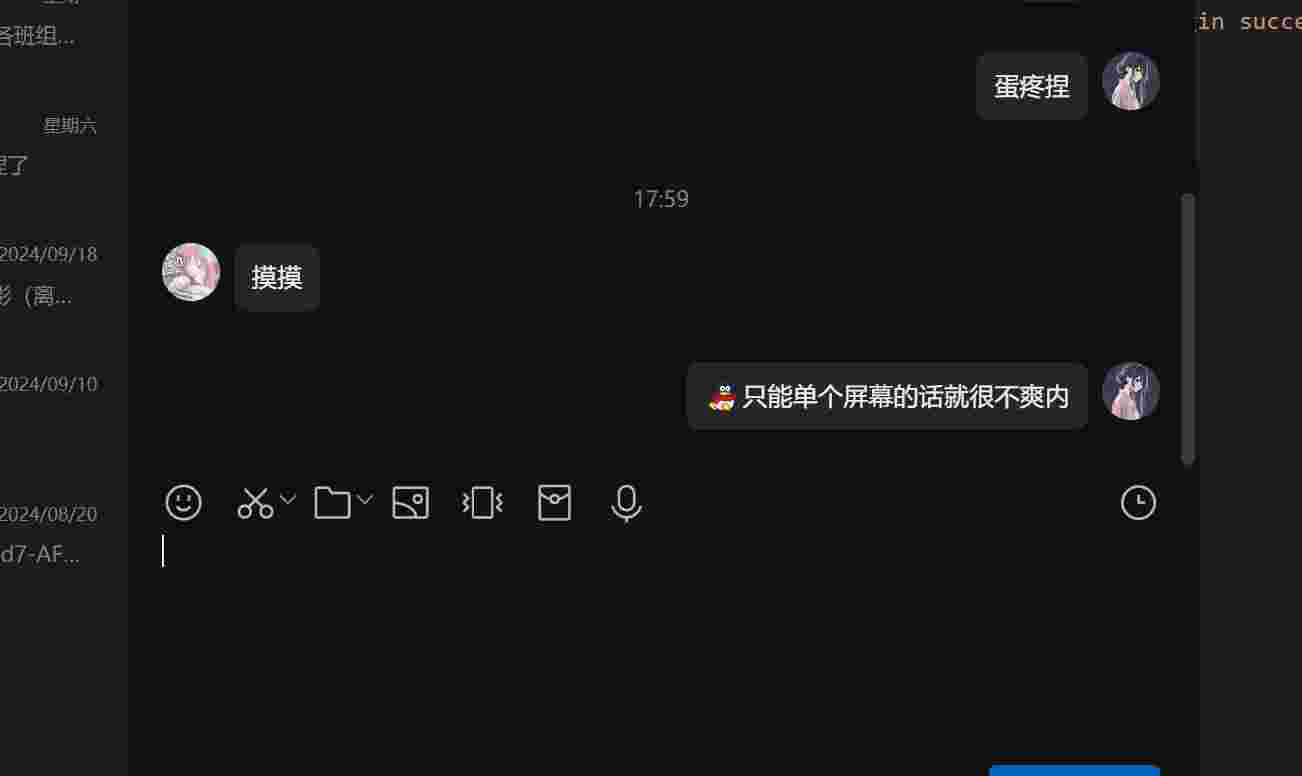 各班组...
星期六
捏了
2024/09/18
影（离...
2024/09/10
2024/08/20
d7-AF...
蛋疼捏
17:59
摸摸
只能单个屏幕的话就很不爽内
in succe